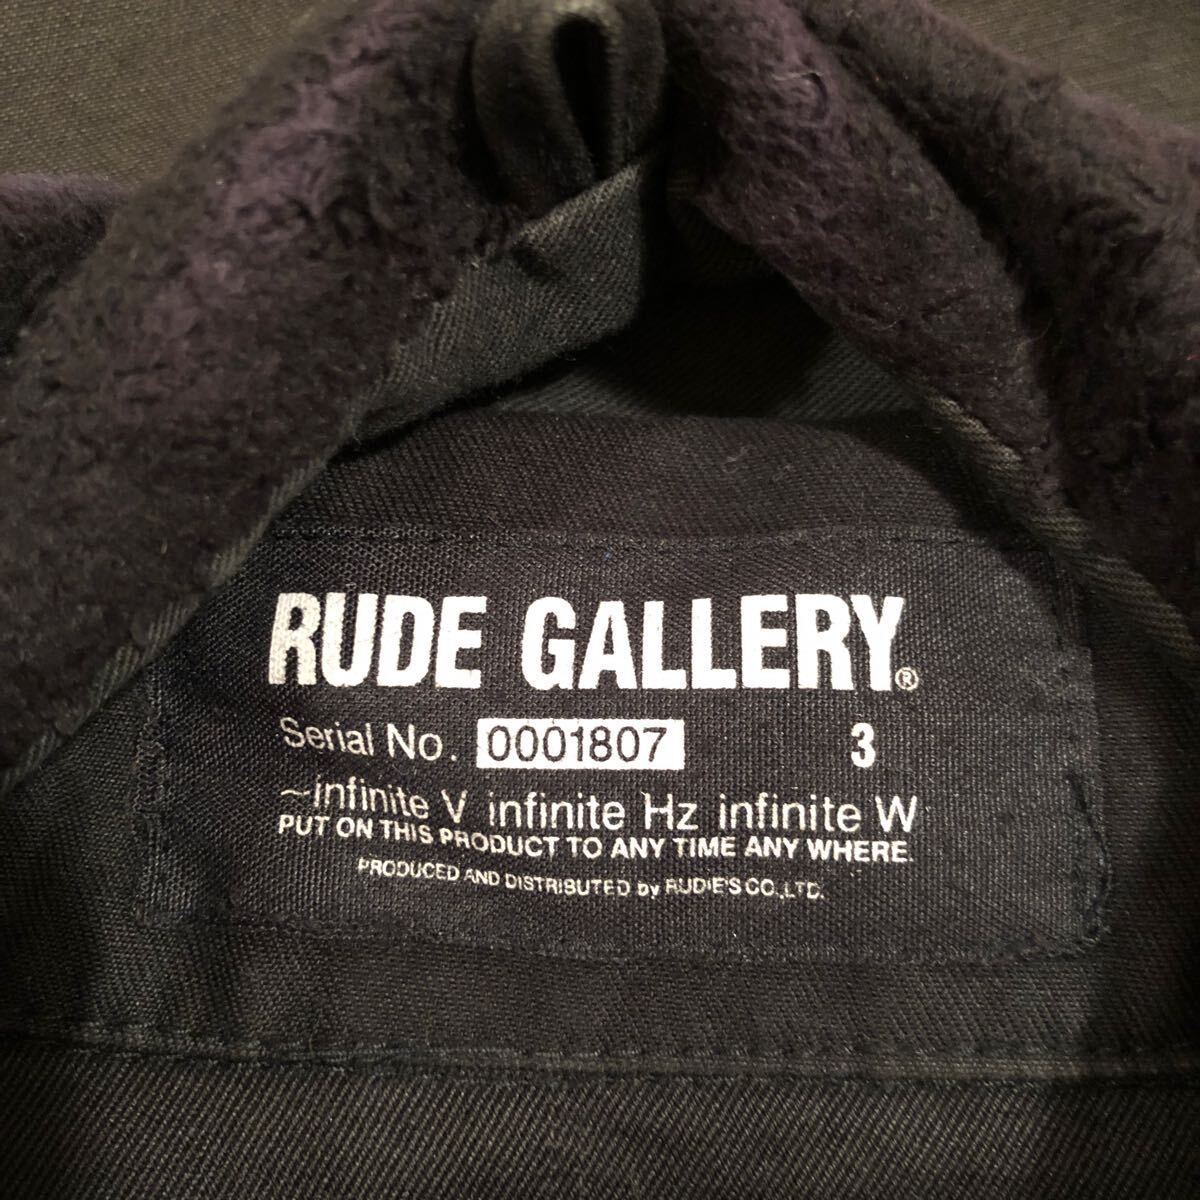 RUDE GALLERY®
Serial No. 0001807 3
~infinite V infinite Hz infinite W
PUT ON THIS PRODUCT TO ANY TIME ANY WHERE.
PRODUCED AND DISTRIBUTED by RUDIE'S CO.,LTD.